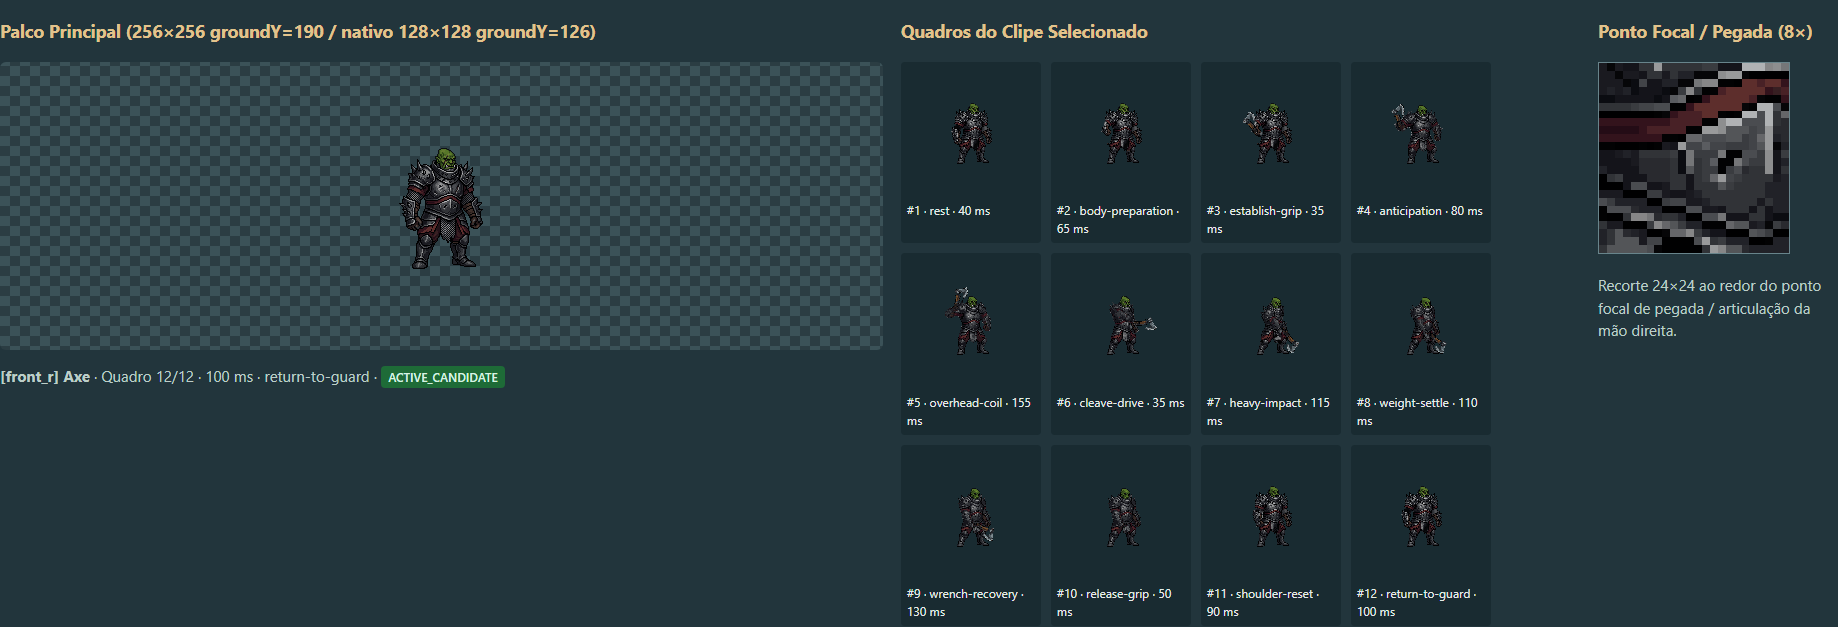 Palco Principal (256×256 groundY=190 / nativo 128×128 groundY=126)
[front_r] Axe · Quadro 12/12 · 100 ms · return-to-guard · ACTIVE_CANDIDATE
Quadros do Clipe Selecionado
#1 · rest · 40 ms
#2 · body-preparation ·
65 ms
#3 · establish-grip · 35
ms
#4 · anticipation · 80 ms
#5 · overhead-coil · 155
ms
#6 · cleave-drive · 35 ms
#7 · heavy-impact · 115
ms
#8 · weight-settle · 110
ms
#9 · wrench-recovery ·
130 ms
#10 · release-grip · 50
ms
#11 · shoulder-reset ·
90 ms
#12 · return-to-guard ·
100 ms
Ponto Focal / Pegada (8×)
Recorte 24×24 ao redor do ponto
focal de pegada / articulação da
mão direita.